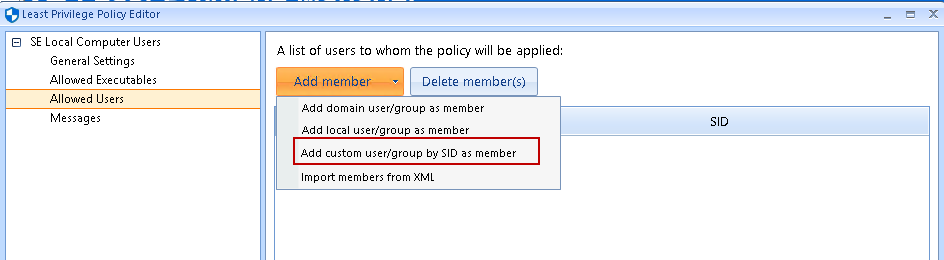 Least Privilege Policy Editor
SE Local Computer Users
General Settings
Allowed Executables
Allowed Users
Messages
A list of users to whom the policy will be applied:
Add member
Delete member(s)
Add domain user/group as member
Add local user/group as member
Add custom user/group by SID as member
Import members from XML
SID